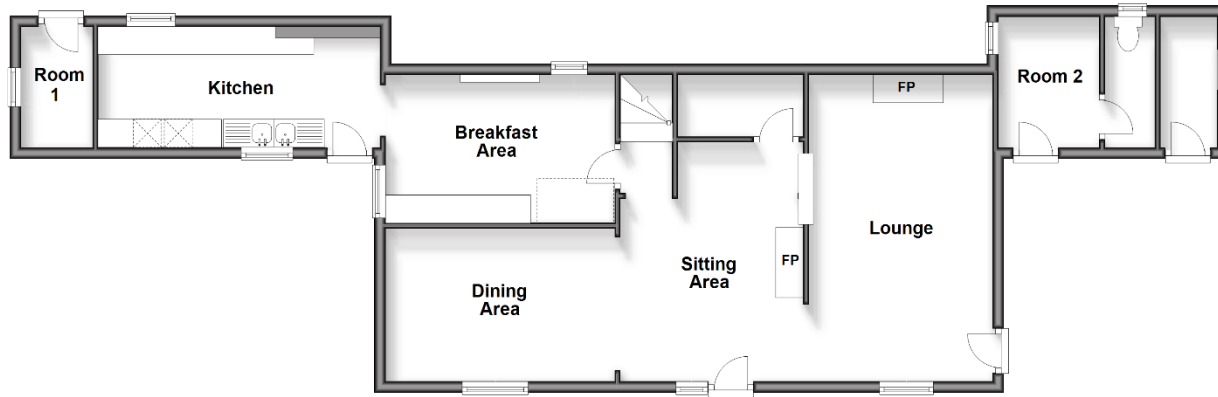 Room
1
Kitchen
Breakfast
Area
Dining
Area
Sitting
Area
FP
FP
Lounge
Room 2